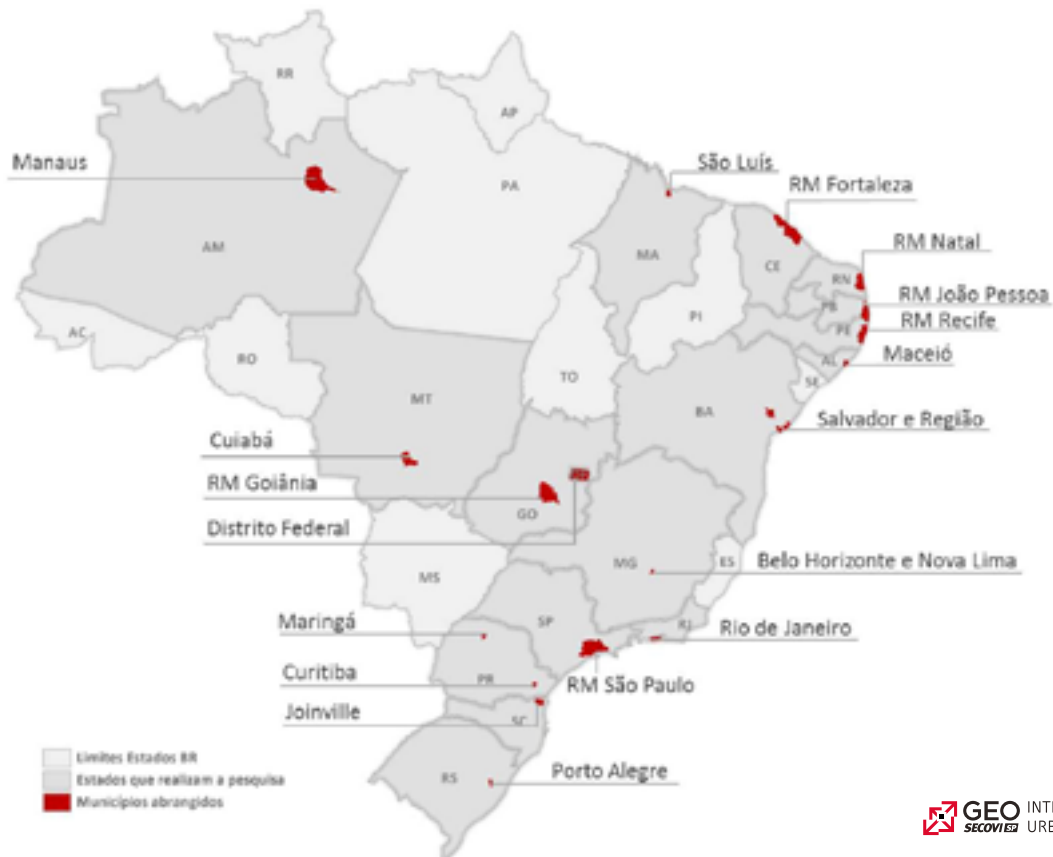 RR
AP
Manaus
São Luís
RM Fortaleza
PA
AM
MA
CE
RM Natal
RN
RM João Pessoa
PB
RM Recife
PE
PI
AC
RO
TO
AL
Maceió
SE
MT
BA
Salvador e Região
Cuiabá
RM Goiânia
GO
Distrito Federal
MG
ES
Belo Horizonte e Nova Lima
MS
SP
RJ
Rio de Janeiro
Maringá
Curitiba
PR
RM São Paulo
Joinville
SC
RS
Porto Alegre
Limites Estados BR
Estados que realizam a pesquisa
Municípios abrangidos
GEO
SECOVI SP
INTE
URE